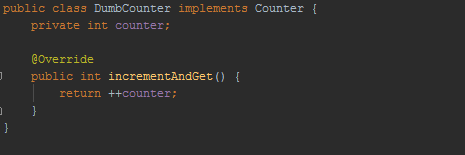 public class DumbCounter implements Counter {
    private int counter;

    @Override
    public int incrementAndGet() {
        return ++counter;
    }
}